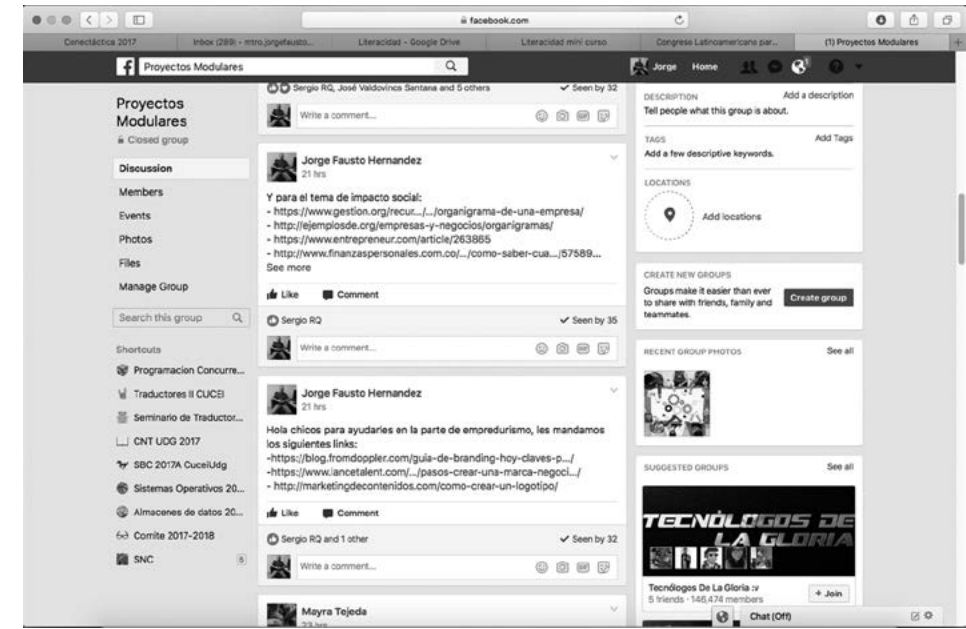 facebook.com
Conectáctica 2017
Inbox (289) - mtro.jorgefausto...
Literacidad - Google Drive
Literacidad mini curso
Congreso Latinoamericano par...
(1) Proyectos Modulares
Proyectos Modulares
Jorge
Home
1
Proyectos
Modulares
Closed group
Discussion
Members
Events
Photos
Files
Manage Group
Search this group
Shortcuts
Programacion Concurre...
Traductores II CUCEI
Seminario de Traductor...
CNT UDG 2017
SBC 2017A CuceiUdg
Sistemas Operativos 20...
Almacenes de datos 20...
Comite 2017-2018
SNC 5
Sergio RQ, José Valdovinos Santana and 5 others
Seen by 32
Write a comment...
Jorge Fausto Hernandez
21 hrs
Y para el tema de impacto social:
- https://www.gestion.org/recur.../.../organigrama-de-una-empresa/
- http://ejemplosde.org/empresas-y-negocios/organigramas/
- https://www.entrepreneur.com/article/263865
- http://www.finanzaspersonales.com.co/.../como-saber-cua.../57589...
See more
Like Comment
Sergio RQ
Seen by 35
Write a comment...
Jorge Fausto Hernandez
21 hrs
Hola chicos para ayudarles en la parte de empredurismo, les mandamos
los siguientes links:
-https://blog.fromdoppler.com/guia-de-branding-hoy-claves-p.../
-https://www.lancetalent.com/.../pasos-crear-una-marca-negoci.../
- http://marketingdecontenidos.com/como-crear-un-logotipo/
Like Comment
Sergio RQ and 1 other
Seen by 32
Write a comment...
Mayra Tejeda
23 hrs
DESCRIPTION
Add a description
Tell people what this group is about.
TAGS
Add Tags
Add a few descriptive keywords.
LOCATIONS
Add locations
CREATE NEW GROUPS
Groups make it easier than ever
to share with friends, family and
teammates.
Create group
RECENT GROUP PHOTOS
See all
SUGGESTED GROUPS
See all
TECNÓLOGOS DE
LA GLORIA
Tecnólogos De La Gloria :v
5 friends · 146,474 members
+ Join
Chat (Off)